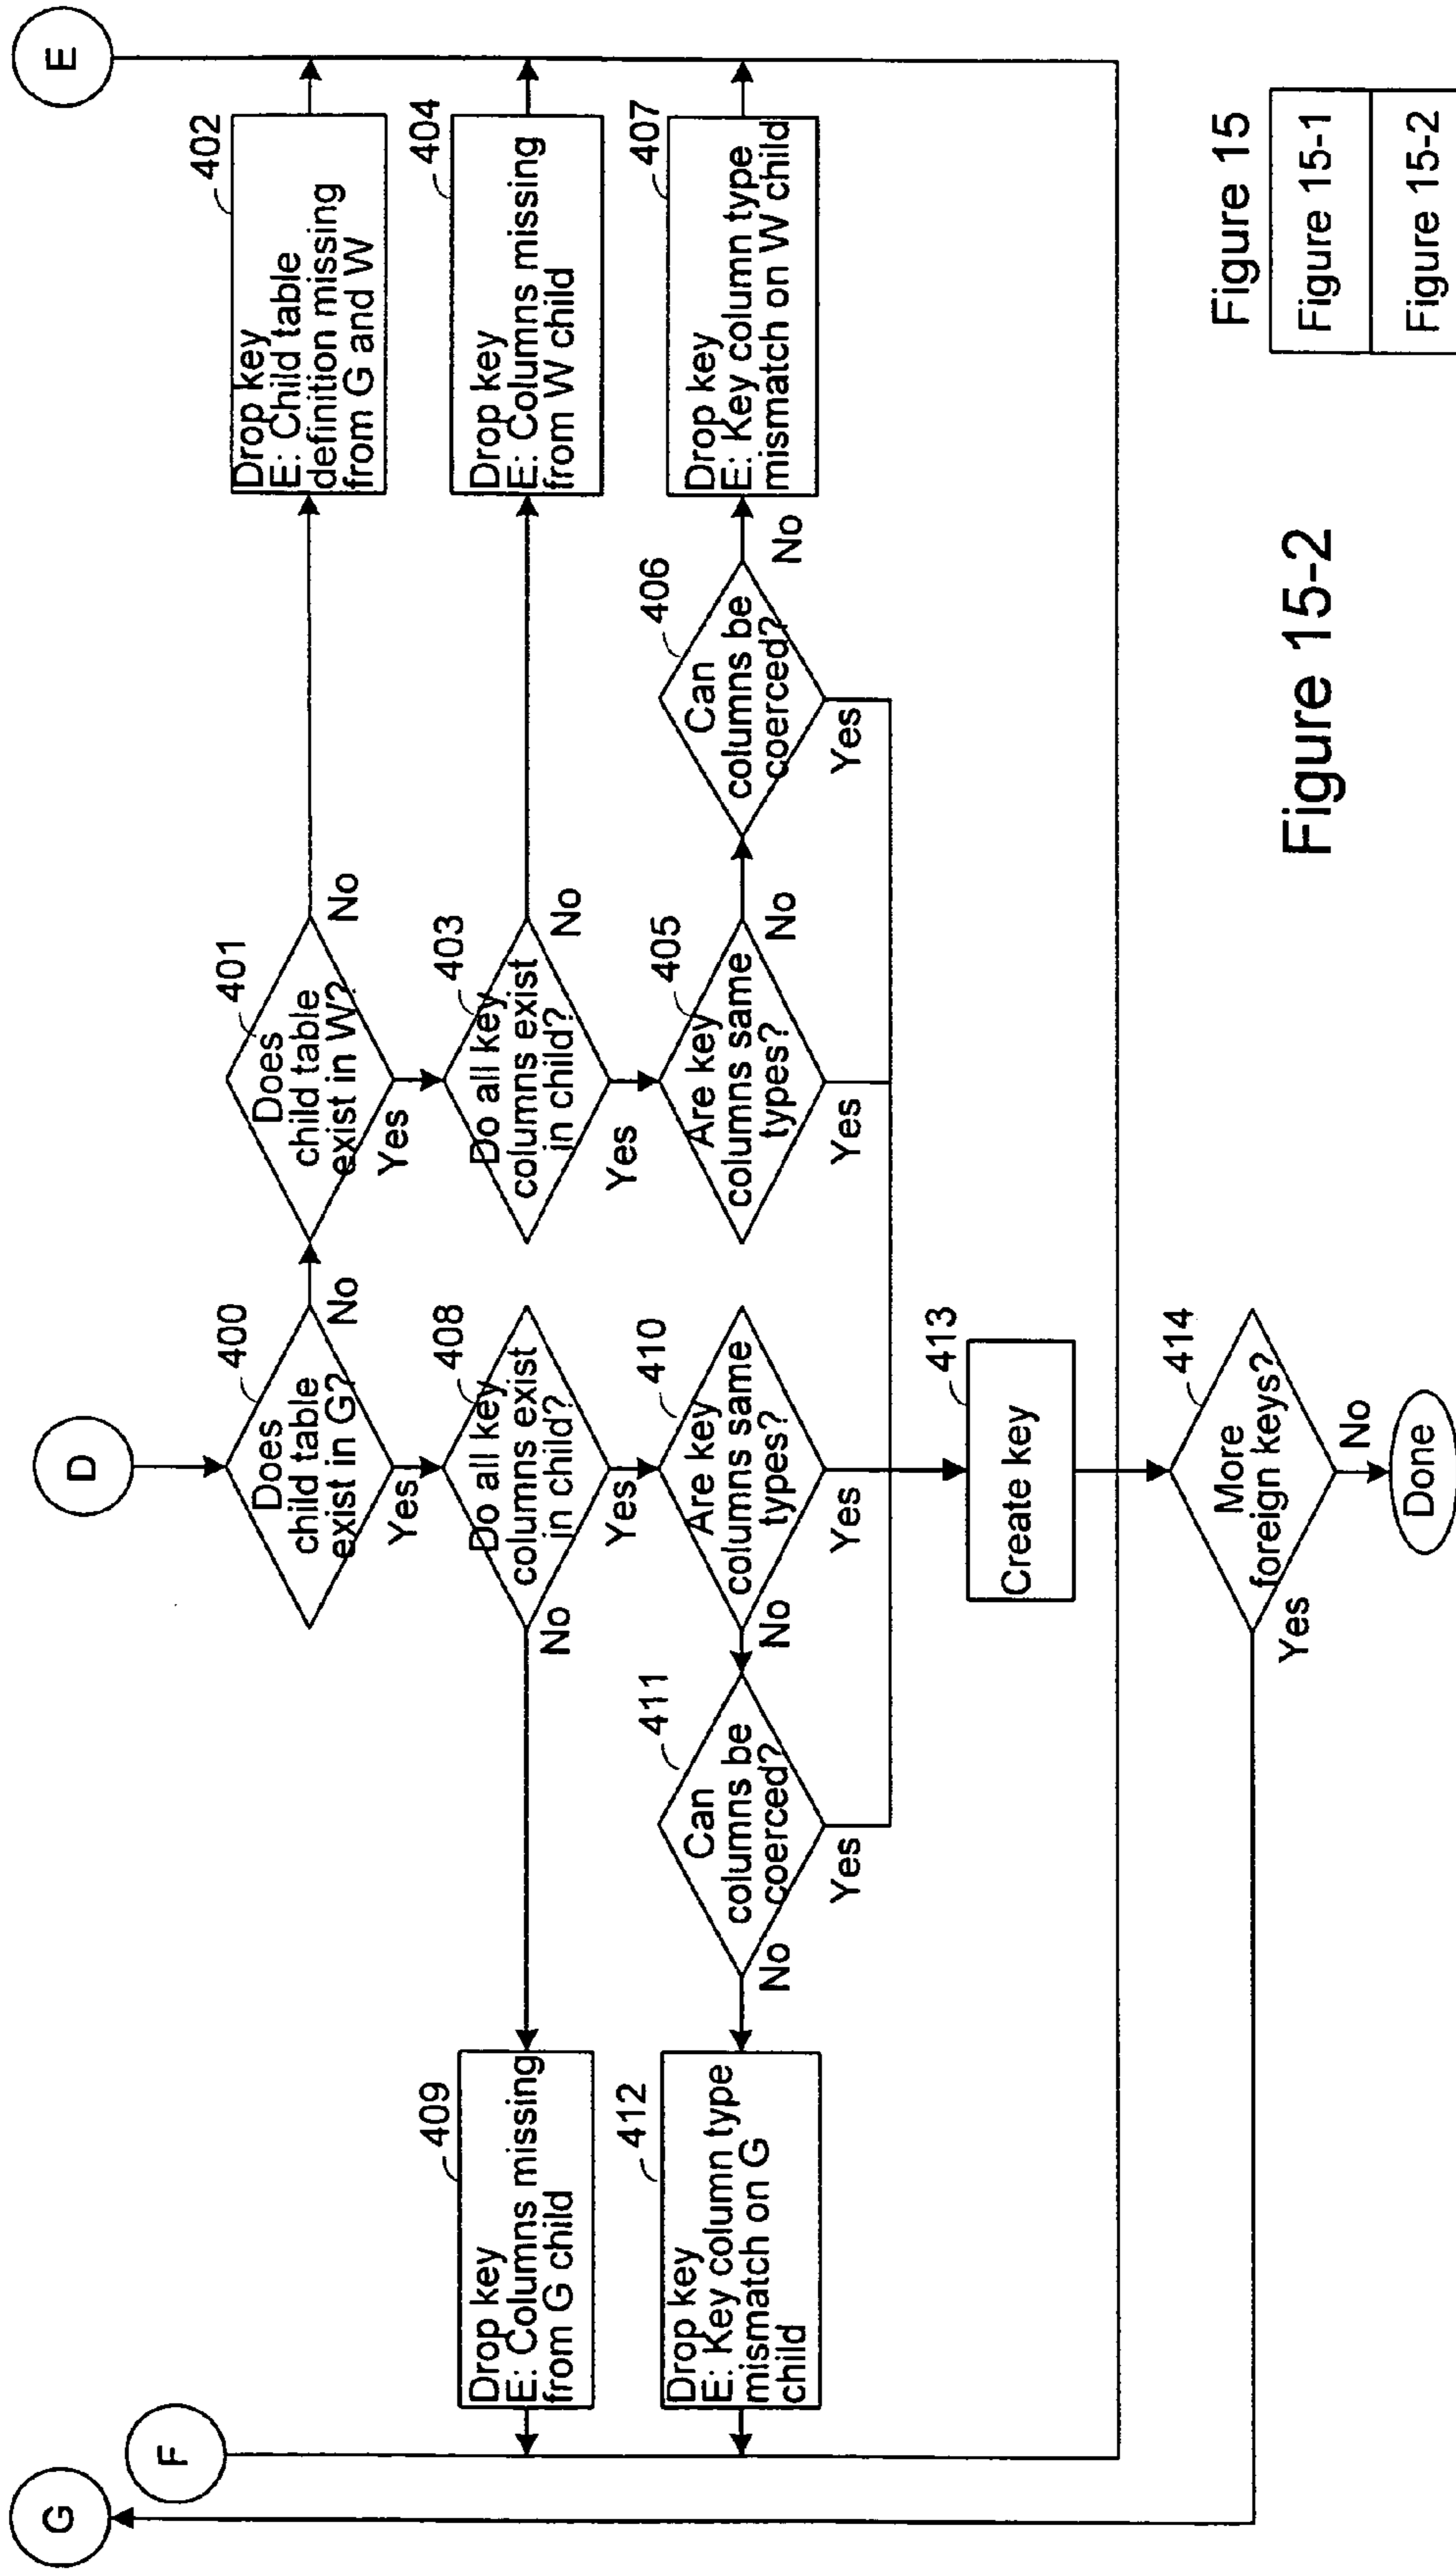 G
F
D
E
400
Does
child table
exist in G?
No
Yes
401
Does
child table
exist in W?
No
Yes
402
Drop key
E: Child table
definition missing
from G and W
409
Drop key
E: Columns missing
from G child
408
Do all key
columns exist
in child?
No
Yes
403
Do all key
columns exist
in child?
No
Yes
404
Drop key
E: Columns missing
from W child
412
Drop key
E: Key column type
mismatch on G
child
411
Can
columns be
coerced?
No
Yes
410
Are key
columns same
types?
No
Yes
405
Are key
columns same
types?
No
Yes
406
Can
columns be
coerced?
No
Yes
407
Drop key
E: Key column type
mismatch on W child
413
Create key
414
More
foreign keys?
Yes
No
Done
Figure 15-2
Figure 15
Figure 15-1
Figure 15-2